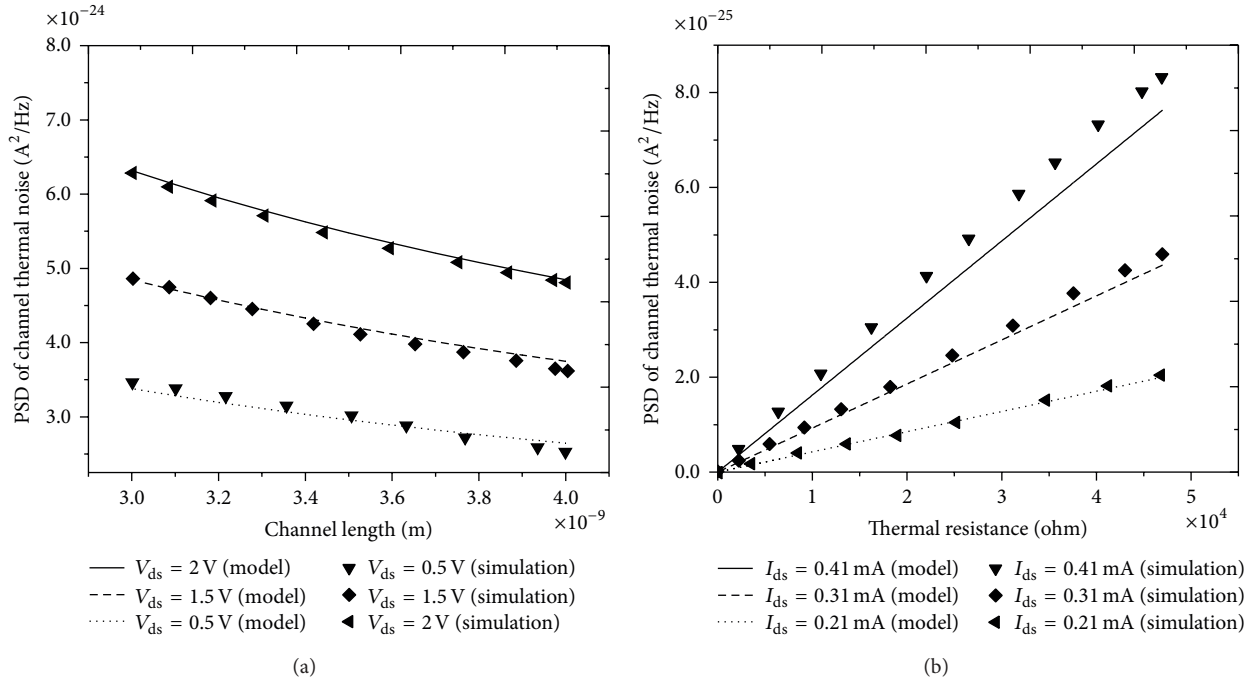 ×10⁻²⁴
8.0
7.0
6.0
5.0
4.0
3.0
PSD of channel thermal noise (A²/Hz)
3.0 3.2 3.4 3.6 3.8 4.0
×10⁻⁹
Channel length (m)
V_ds = 2 V (model)
V_ds = 1.5 V (model)
V_ds = 0.5 V (model)
V_ds = 0.5 V (simulation)
V_ds = 1.5 V (simulation)
V_ds = 2 V (simulation)
(a)
×10⁻²⁵
8.0
6.0
4.0
2.0
0.0
PSD of channel thermal noise (A²/Hz)
0 1 2 3 4 5
×10⁴
Thermal resistance (ohm)
I_ds = 0.41 mA (model)
I_ds = 0.31 mA (model)
I_ds = 0.21 mA (model)
I_ds = 0.41 mA (simulation)
I_ds = 0.31 mA (simulation)
I_ds = 0.21 mA (simulation)
(b)